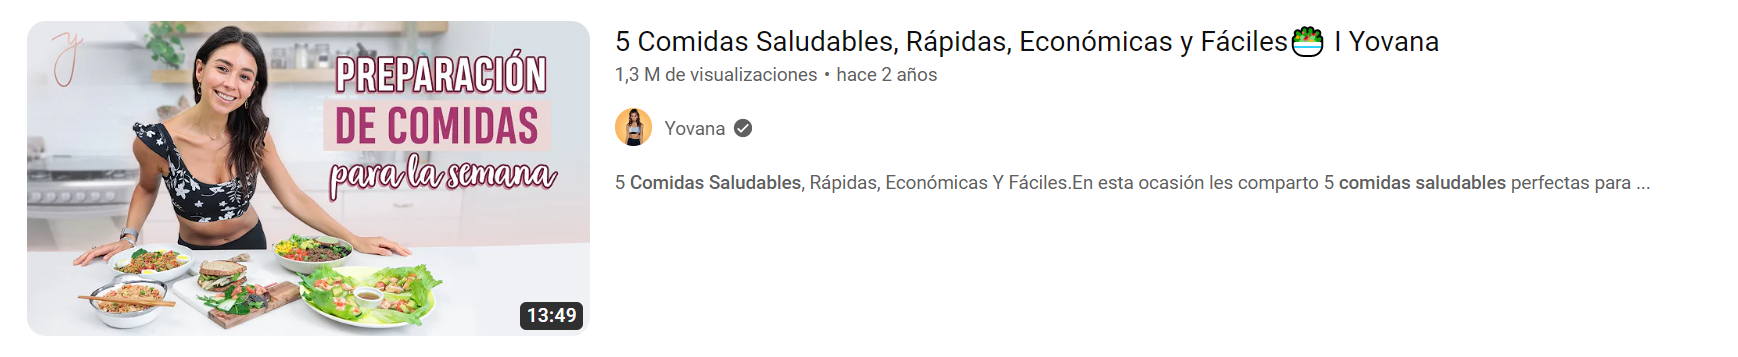 y
PREPARACIÓN
DE COMIDAS
para la semana
13:49
5 Comidas Saludables, Rápidas, Económicas y Fáciles🥗 I Yovana
1,3 M de visualizaciones • hace 2 años
Yovana
5 Comidas Saludables, Rápidas, Económicas Y Fáciles.En esta ocasión les comparto 5 comidas saludables perfectas para ...